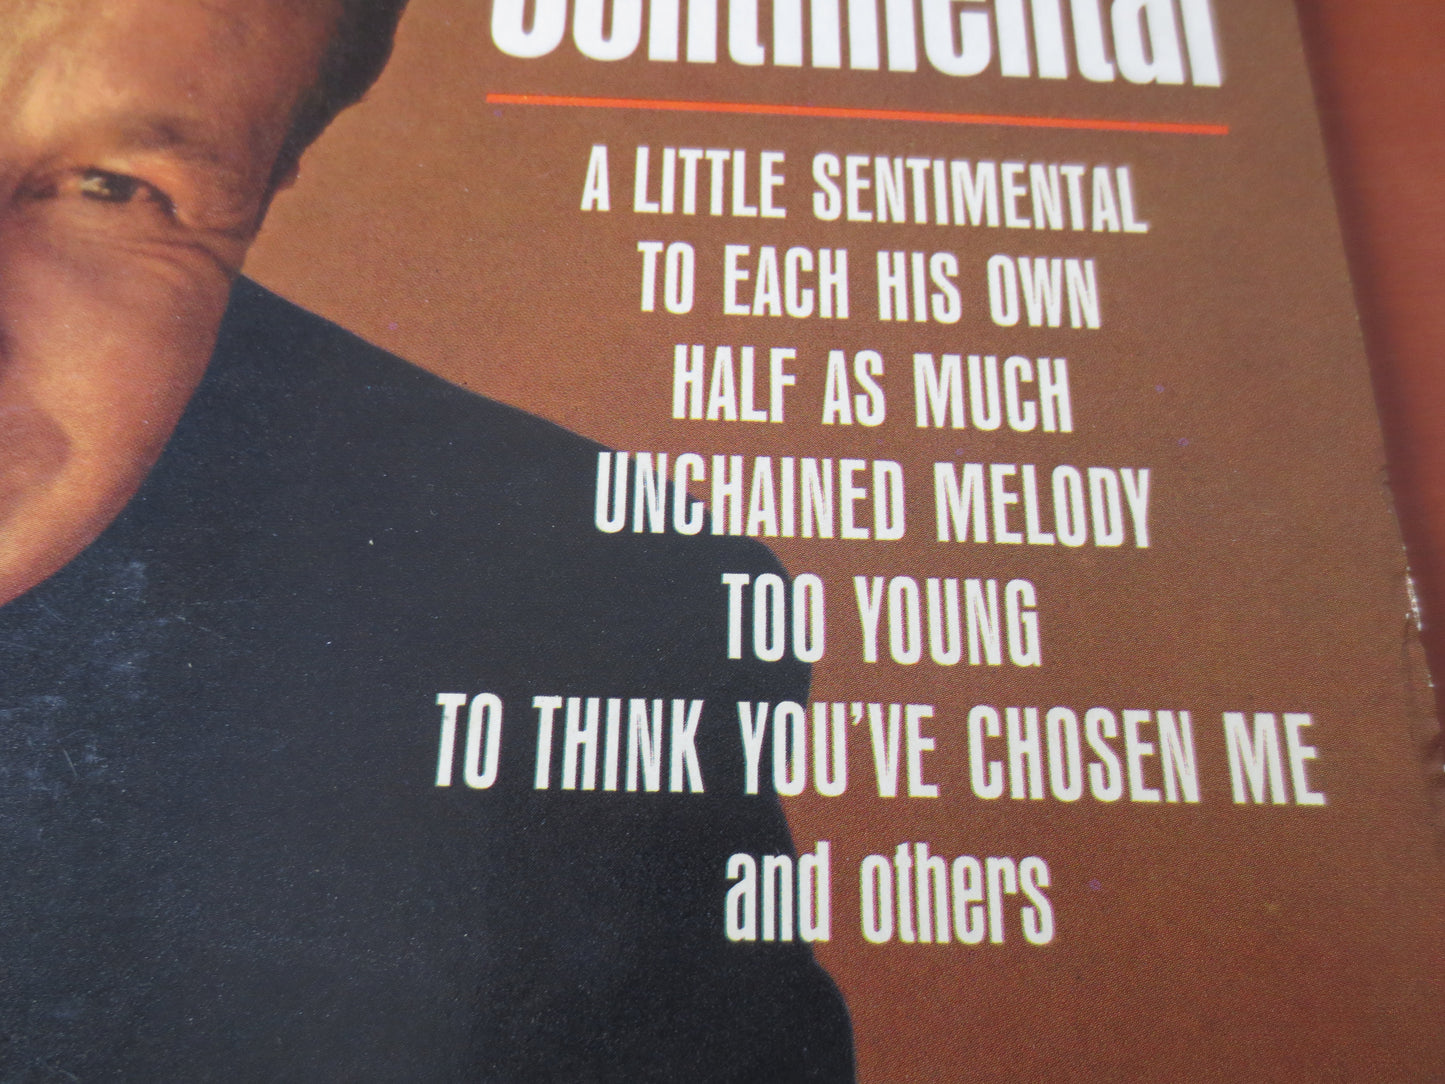 Sentimental
A LITTLE SENTIMENTAL
TO EACH HIS OWN
HALF AS MUCH
UNCHAINED MELODY
TOO YOUNG
TO THINK YOU'VE CHOSEN ME
and others